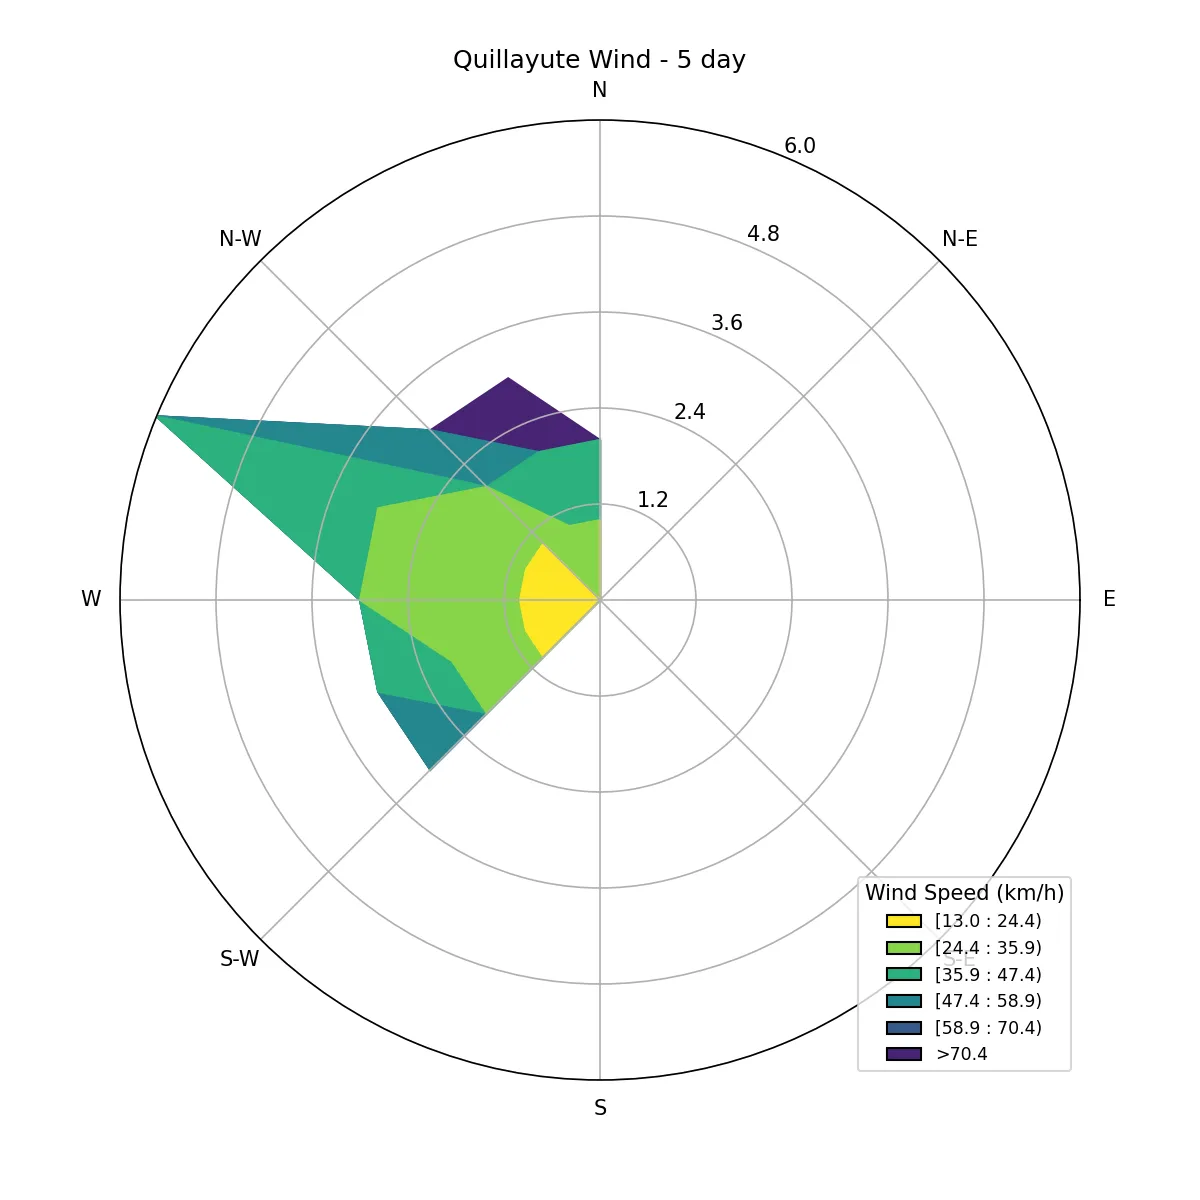 Quillayute Wind - 5 day
N
6.0
N-W
4.8
N-E
3.6
2.4
1.2
W
E
Wind Speed (km/h)
[13.0 : 24.4)
[24.4 : 35.9)
S-W
S-E
[35.9 : 47.4)
[47.4 : 58.9)
[58.9 : 70.4)
>70.4
S